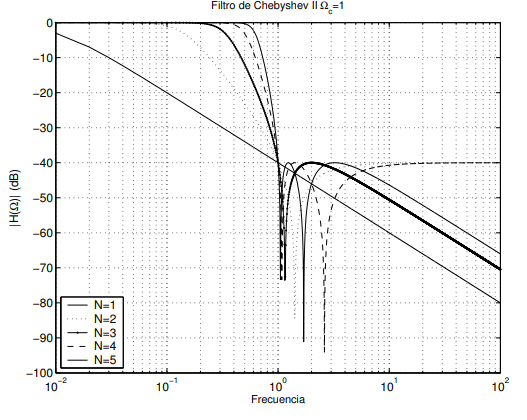 Filtro de Chebyshev II Ω_c=1
|H(Ω)| (dB)
0
−10
−20
−30
−40
−50
−60
−70
−80
−90
−100
N=1
N=2
N=3
N=4
N=5
10^−2 10^−1 10^0 10^1 10^2
Frecuencia